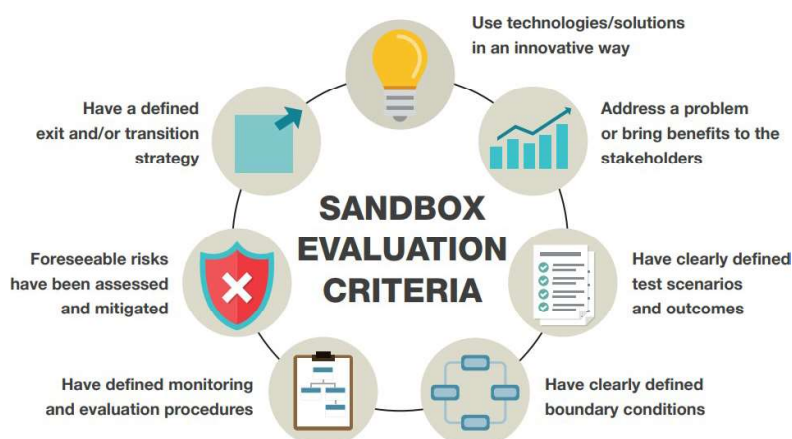 Use technologies/solutions
in an innovative way
Address a problem
or bring benefits to the
stakeholders
Have clearly defined
test scenarios
and outcomes
Have clearly defined
boundary conditions
Have defined monitoring
and evaluation procedures
Foreseeable risks
have been assessed
and mitigated
Have a defined
exit and/or transition
strategy
SANDBOX
EVALUATION
CRITERIA